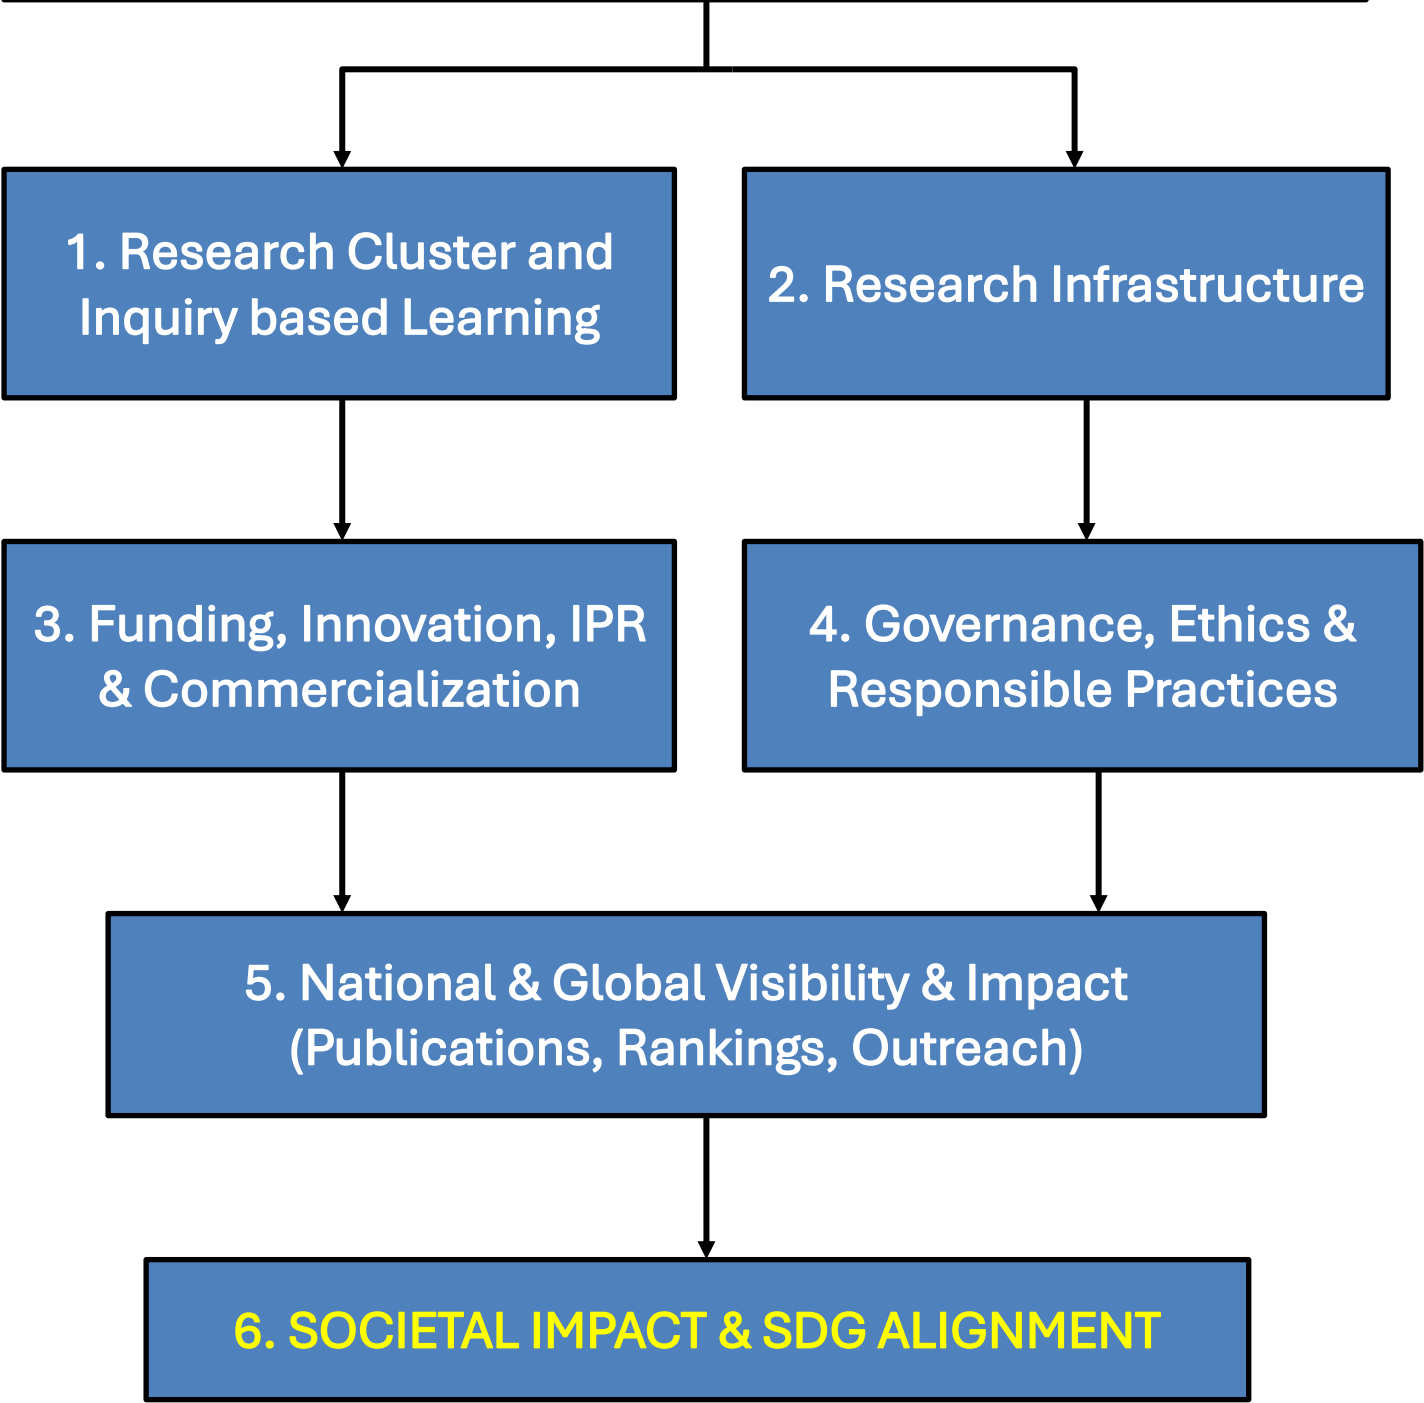 1. Research Cluster and
Inquiry based Learning
2. Research Infrastructure
3. Funding, Innovation, IPR
& Commercialization
4. Governance, Ethics &
Responsible Practices
5. National & Global Visibility & Impact
(Publications, Rankings, Outreach)
6. SOCIETAL IMPACT & SDG ALIGNMENT